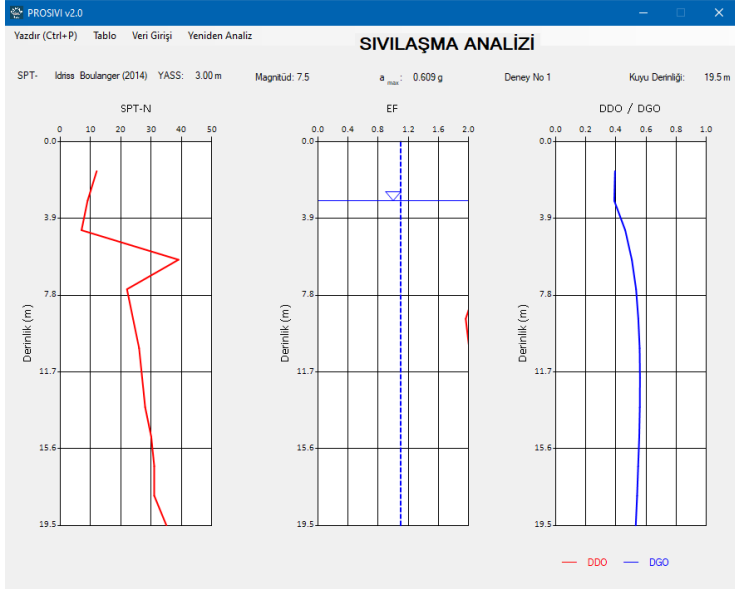 PROSIVI v2.0
Yazdır (Ctrl+P) Tablo Veri Girişi Yeniden Analiz
SIVILAŞMA ANALİZİ
SPT- Idriss Boulanger (2014) YASS: 3.00 m Magnitüd: 7.5 a max: 0.609 g Deney No 1 Kuyu Derinliği: 19.5 m
SPT-N EF DDO / DGO
0 10 20 30 40 50 0.0 0.4 0.8 1.2 1.6 2.0 0.0 0.2 0.4 0.6 0.8 1.0
0.0 0.0 0.0
3.9 3.9 3.9
7.8 7.8 7.8
Derinlik (m) Derinlik (m) Derinlik (m)
11.7 11.7 11.7
15.6 15.6 15.6
19.5 19.5 19.5
DDO DGO